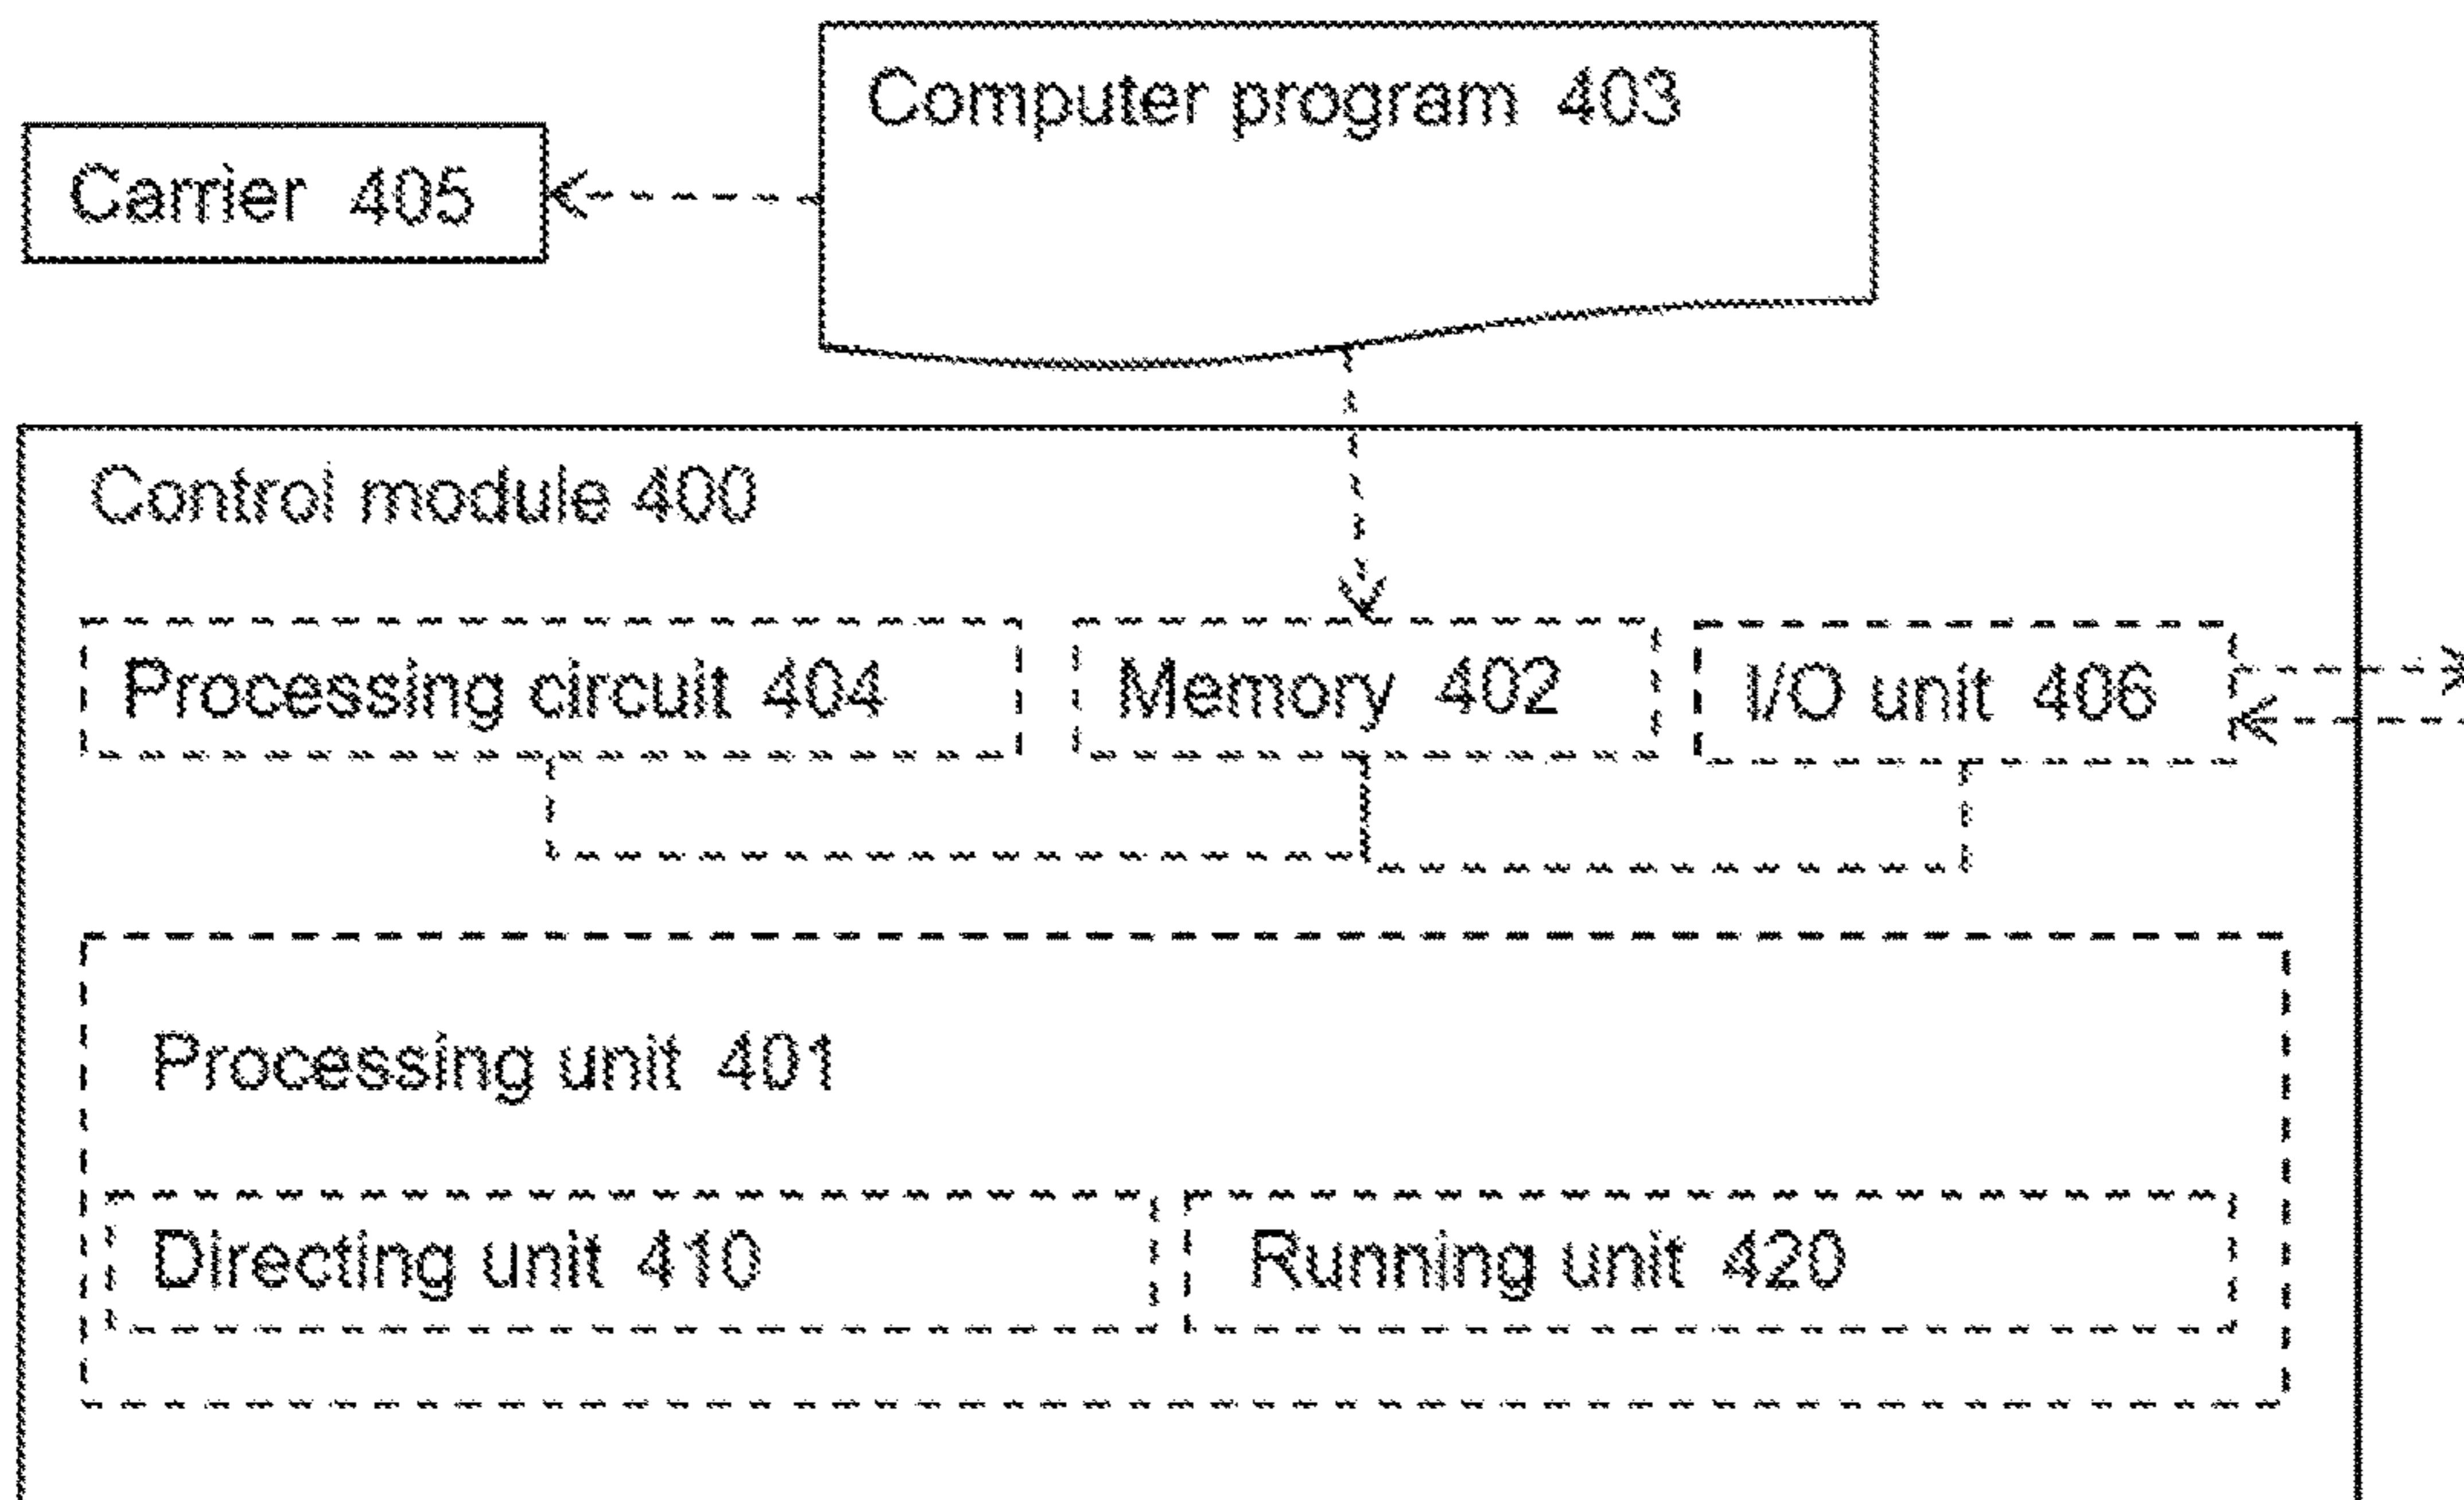 Computer program 403
Carrier 405
Control module 400
Processing circuit 404
Memory 402
I/O unit 406
Processing unit 401
Directing unit 410
Running unit 420